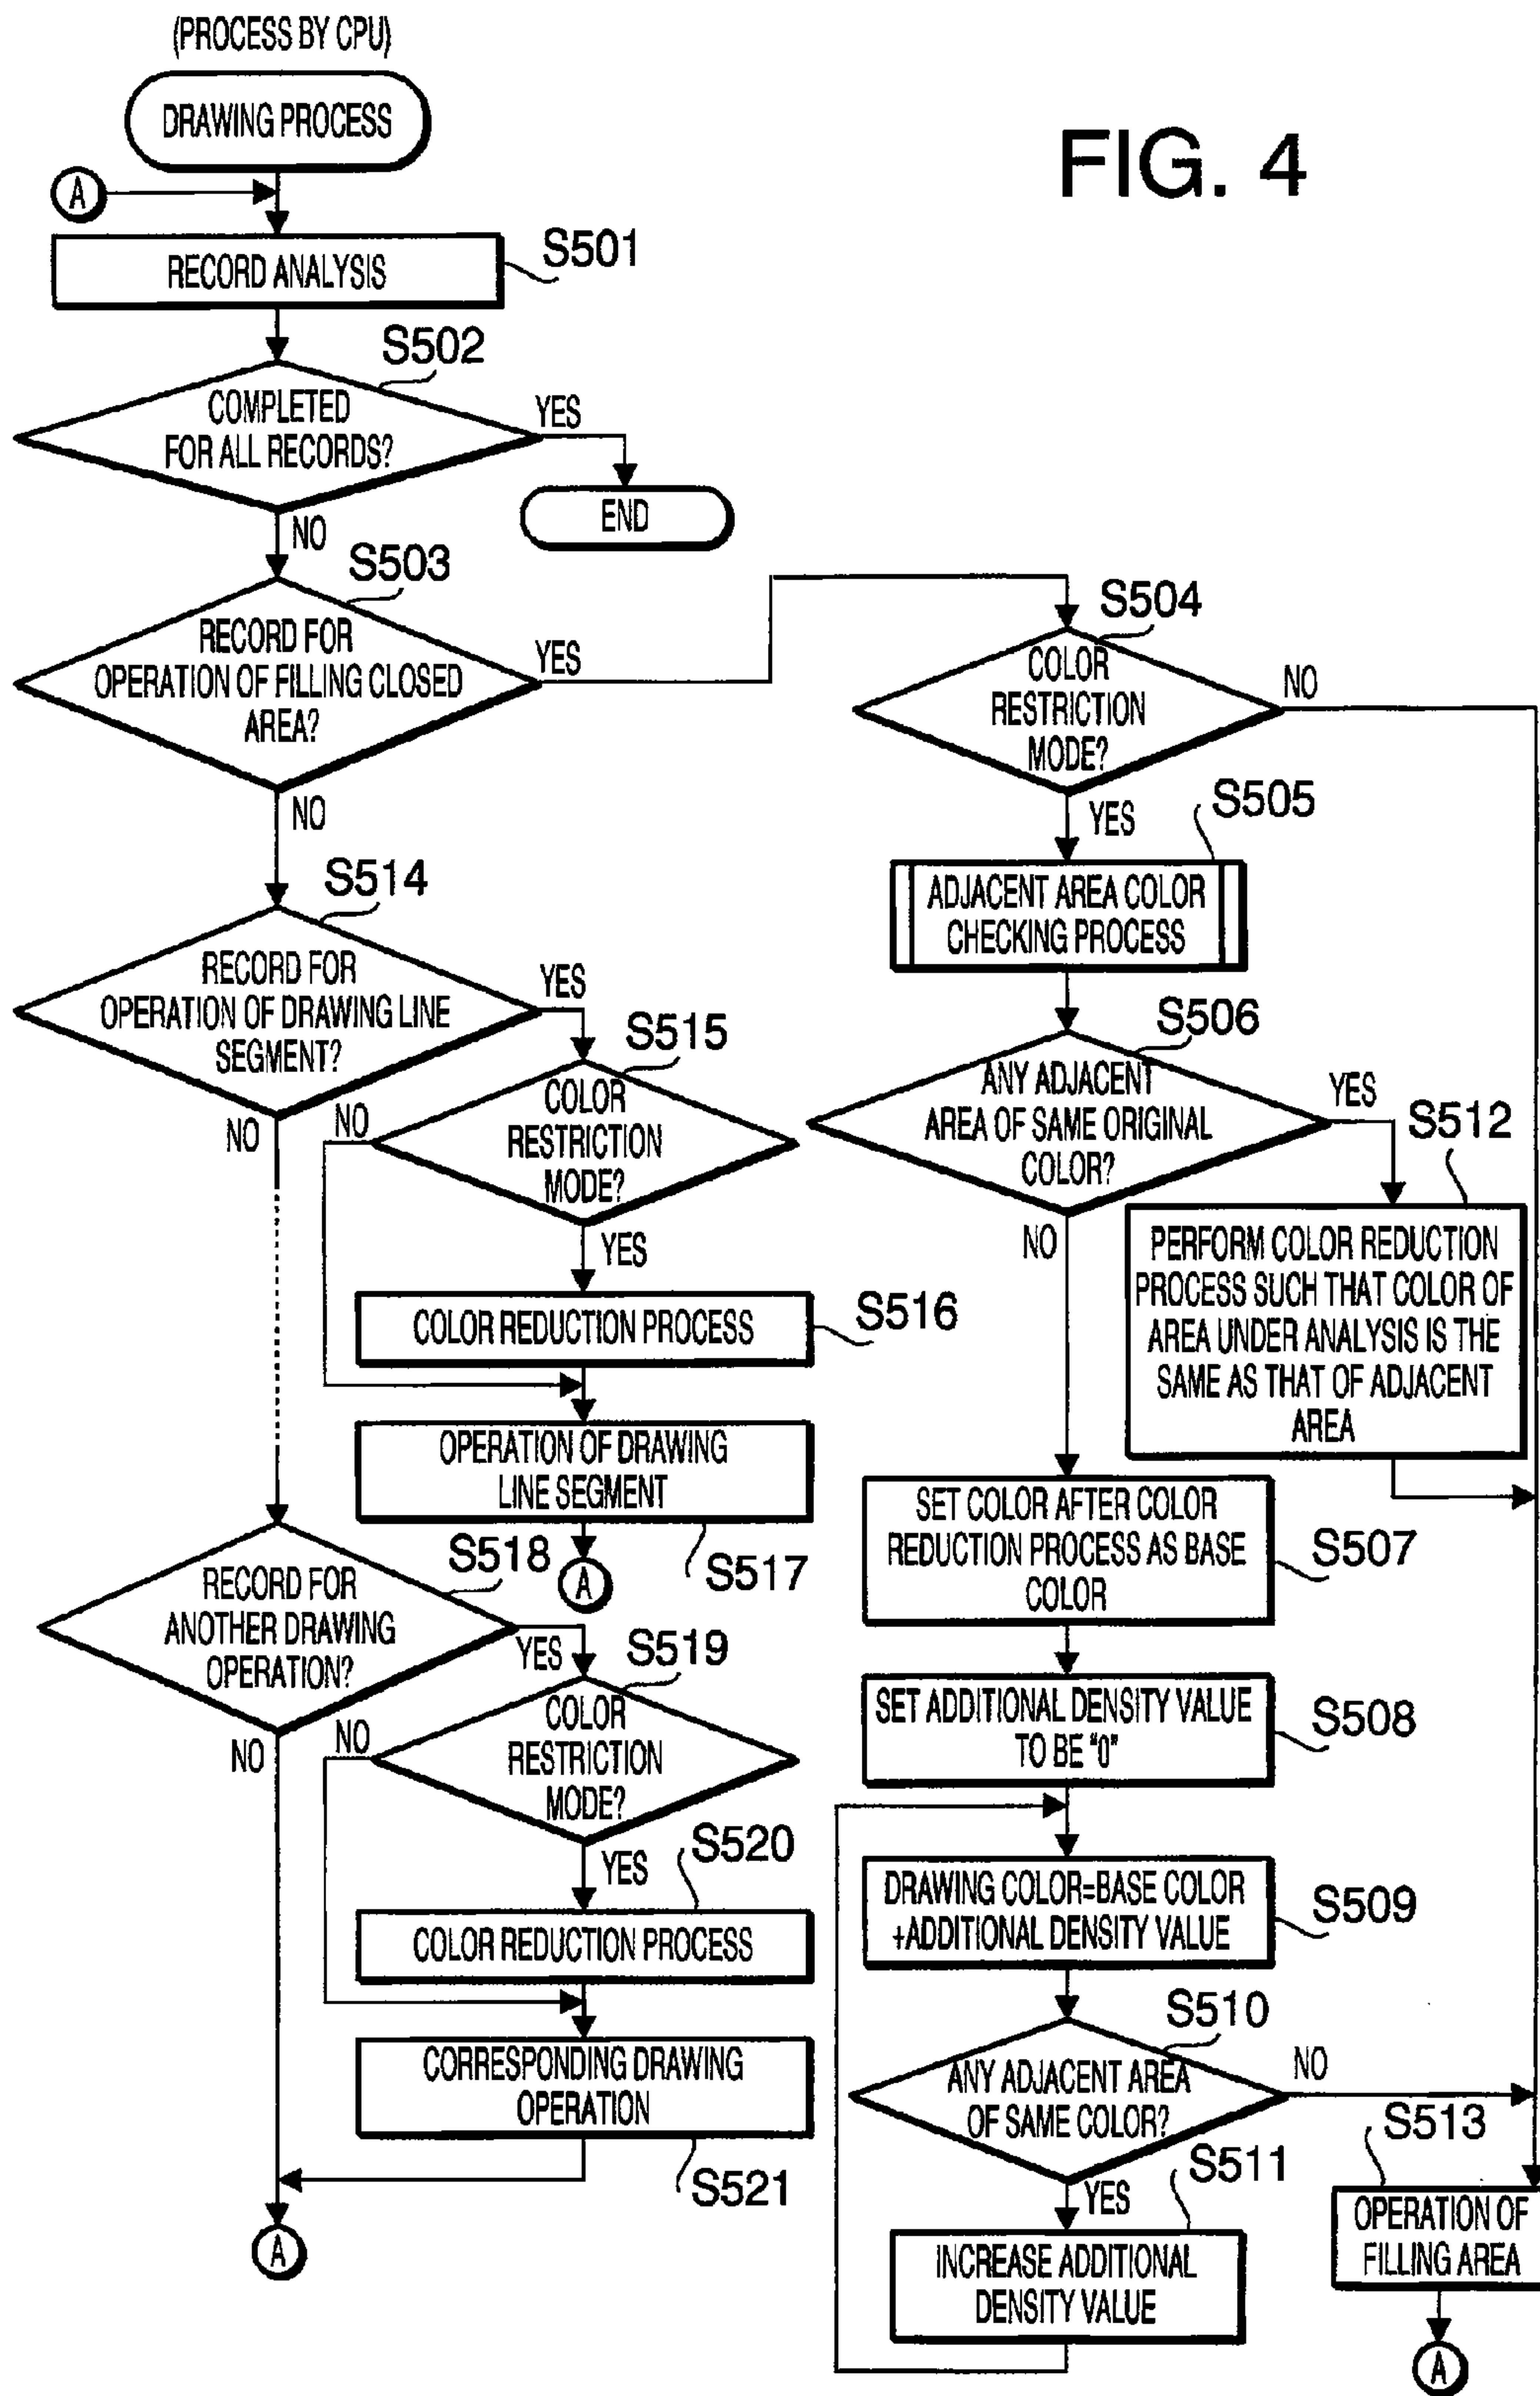 (PROCESS BY CPU)
DRAWING PROCESS
FIG. 4
A
RECORD ANALYSIS
S501
S502
COMPLETED
FOR ALL RECORDS?
YES
END
NO
S503
RECORD FOR
OPERATION OF FILLING CLOSED
AREA?
YES
NO
S504
COLOR
RESTRICTION
MODE?
NO
YES
S505
ADJACENT AREA COLOR
CHECKING PROCESS
S506
ANY ADJACENT
AREA OF SAME ORIGINAL
COLOR?
YES
NO
S512
PERFORM COLOR REDUCTION
PROCESS SUCH THAT COLOR OF
AREA UNDER ANALYSIS IS THE
SAME AS THAT OF ADJACENT
AREA
SET COLOR AFTER COLOR
REDUCTION PROCESS AS BASE
COLOR
S507
SET ADDITIONAL DENSITY VALUE
TO BE "0"
S508
DRAWING COLOR=BASE COLOR
+ADDITIONAL DENSITY VALUE
S509
S510
ANY ADJACENT AREA
OF SAME COLOR?
NO
YES
S511
INCREASE ADDITIONAL
DENSITY VALUE
S513
OPERATION OF
FILLING AREA
A
S514
RECORD FOR
OPERATION OF DRAWING LINE
SEGMENT?
YES
NO
S515
COLOR
RESTRICTION
MODE?
NO
YES
COLOR REDUCTION PROCESS
S516
OPERATION OF DRAWING
LINE SEGMENT
S517
A
S518
RECORD FOR
ANOTHER DRAWING
OPERATION?
YES
NO
S519
COLOR
RESTRICTION
MODE?
NO
YES
S520
COLOR REDUCTION PROCESS
CORRESPONDING DRAWING
OPERATION
S521
A